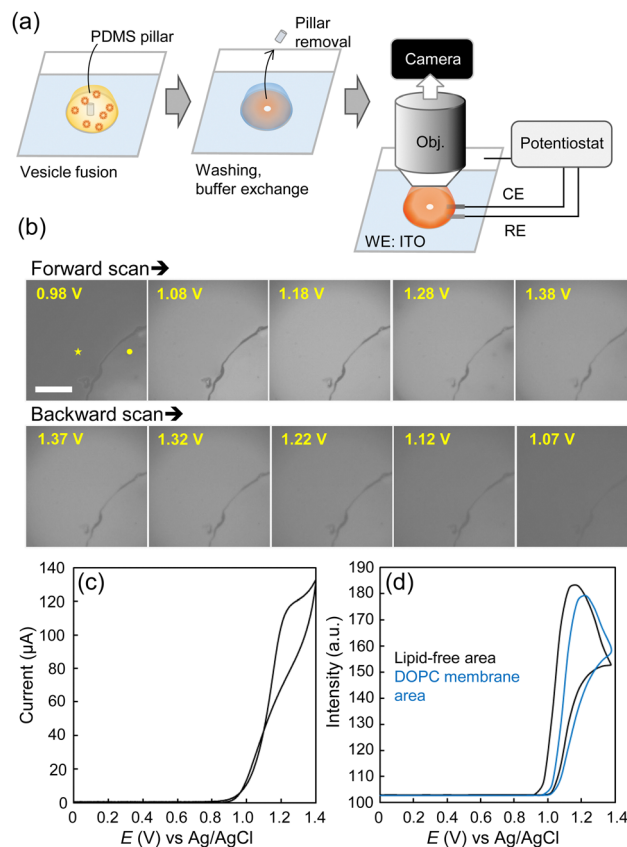 (a)
PDMS pillar
Pillar
removal
Camera
Obj.
Potentiostat
CE
RE
WE: ITO
Vesicle fusion
Washing,
buffer exchange
(b)
Forward scan➔
0.98 V
1.08 V
1.18 V
1.28 V
1.38 V
Backward scan➔
1.37 V
1.32 V
1.22 V
1.12 V
1.07 V
(c)
140
120
100
80
60
40
20
0
Current (µA)
0 0.2 0.4 0.6 0.8 1.0 1.2 1.4
E (V) vs Ag/AgCl
(d)
190
180
170
160
150
140
130
120
110
100
Intensity (a.u.)
Lipid-free area
DOPC membrane
area
0 0.2 0.4 0.6 0.8 1.0 1.2 1.4
E (V) vs Ag/AgCl